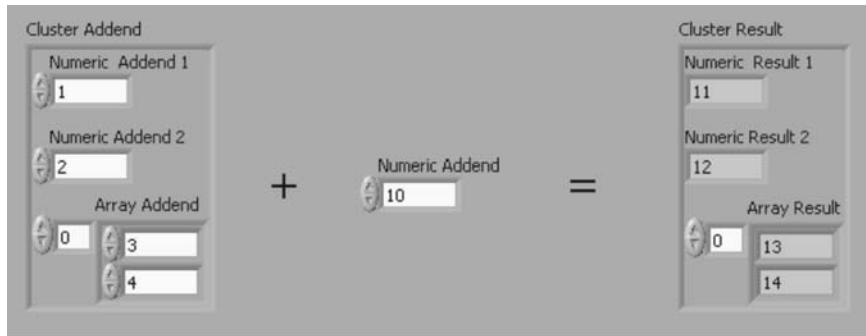 Cluster Addend
Numeric Addend 1
1
Numeric Addend 2
2
Array Addend
0
3
4
+
Numeric Addend
10
=
Cluster Result
Numeric Result 1
11
Numeric Result 2
12
Array Result
0
13
14